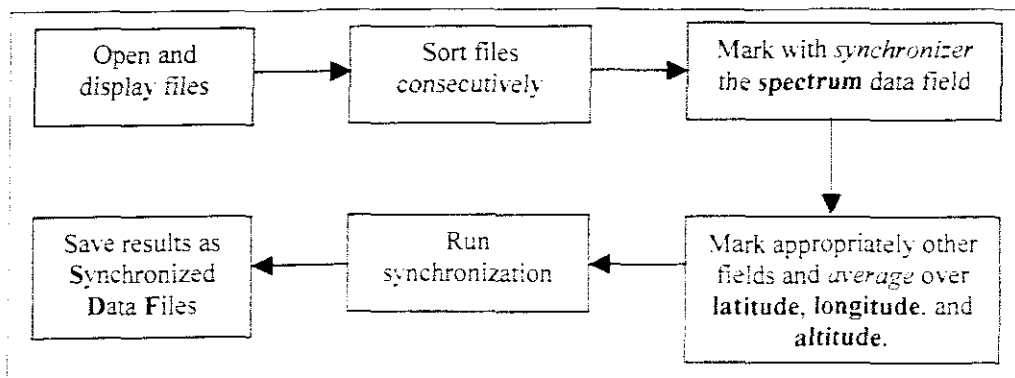 Open and
display files
Sort files
consecutively
Mark with synchronizer
the spectrum data field
Mark appropriately other
fields and average over
latitude, longitude. and
altitude.
Run
synchronization
Save results as
Synchronized
Data Files